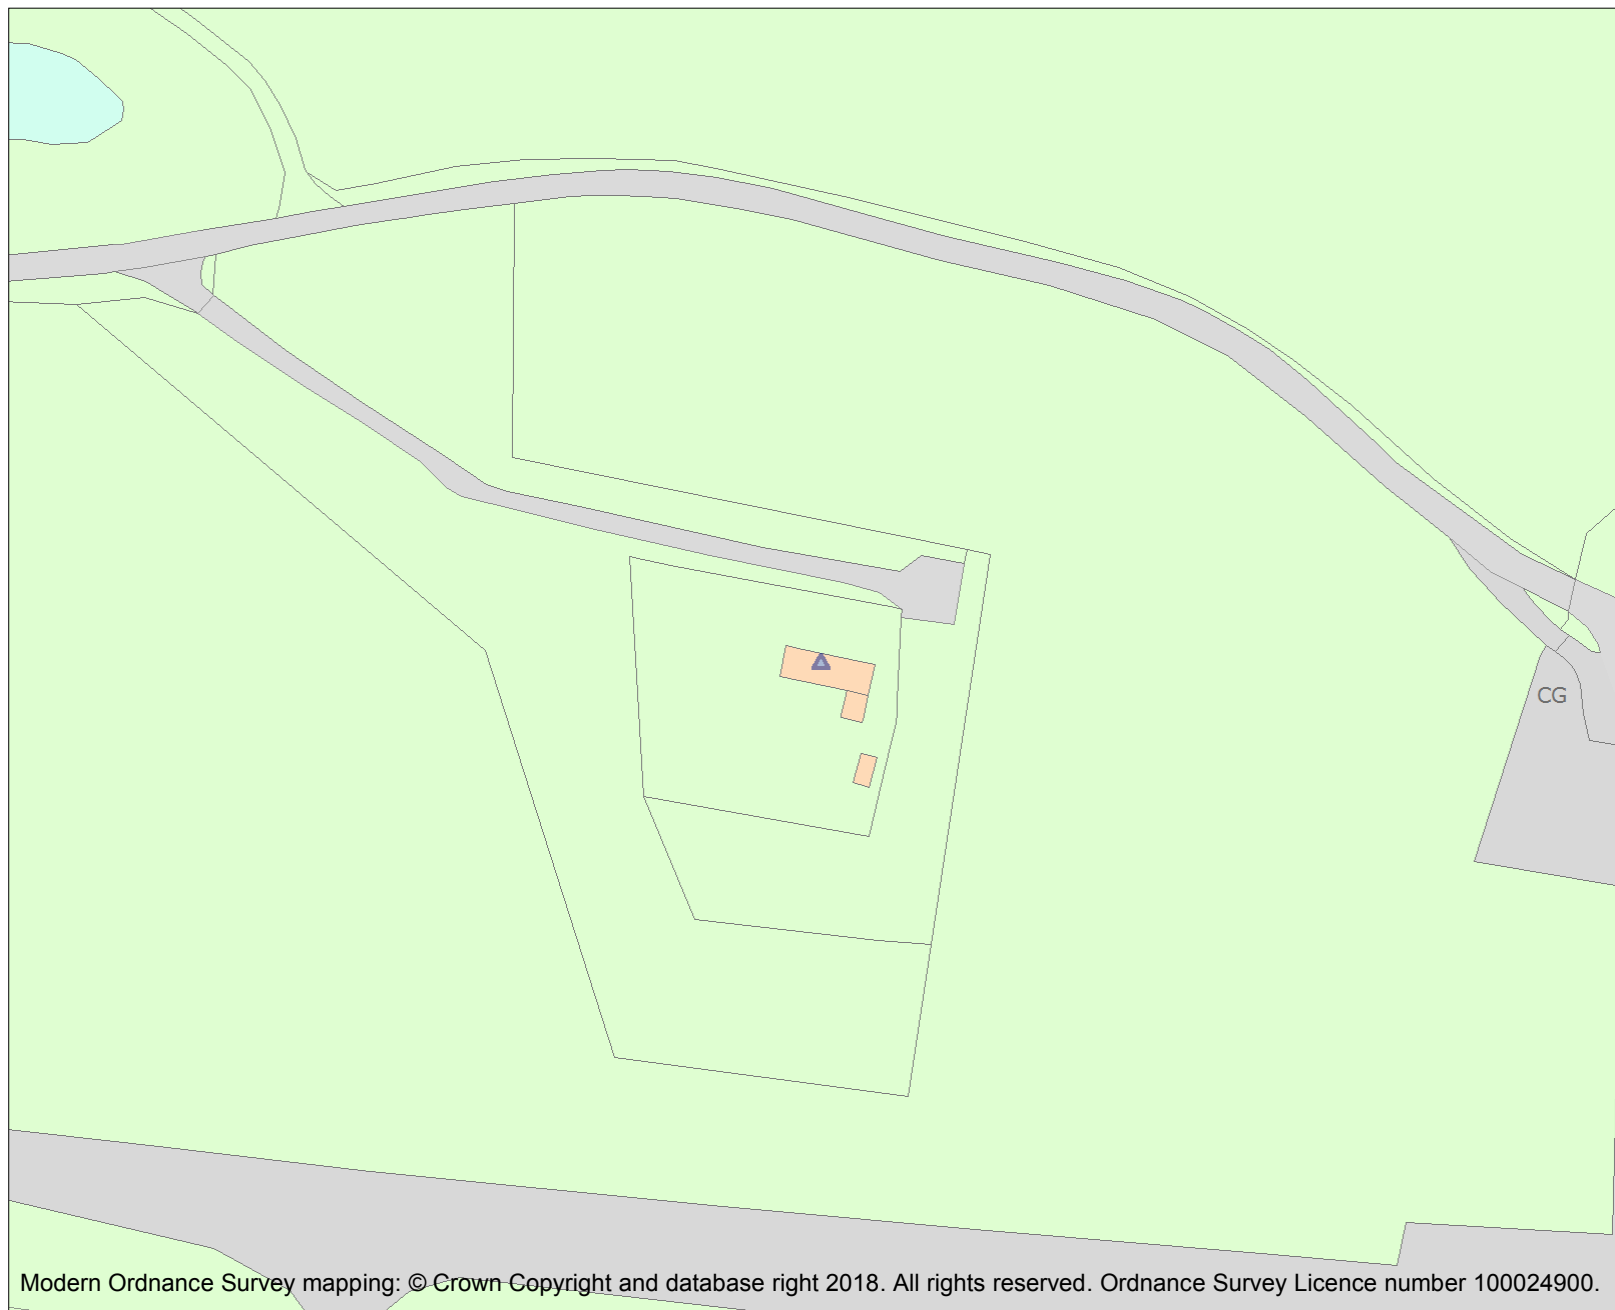 CG
Modern Ordnance Survey mapping: © Crown Copyright and database right 2018. All rights reserved. Ordnance Survey Licence number 100024900.